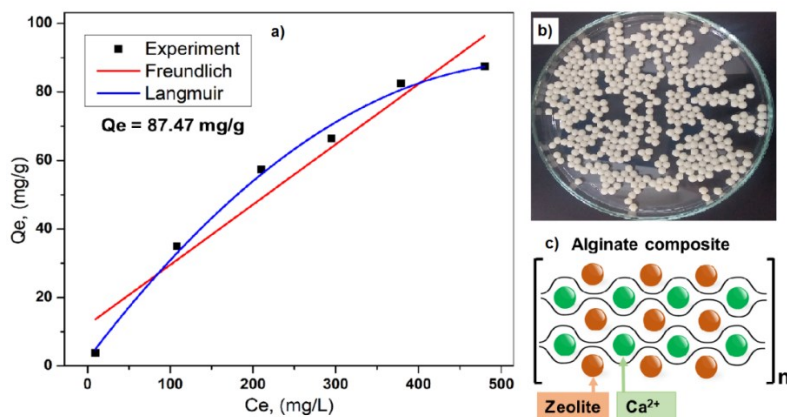 a)
Experiment
Freundlich
Langmuir
Qe = 87.47 mg/g
Qe, (mg/g)
100
80
60
40
20
0
0
100
200
300
400
500
Ce, (mg/L)
b)
c) Alginate composite
n
Zeolite
Ca²⁺